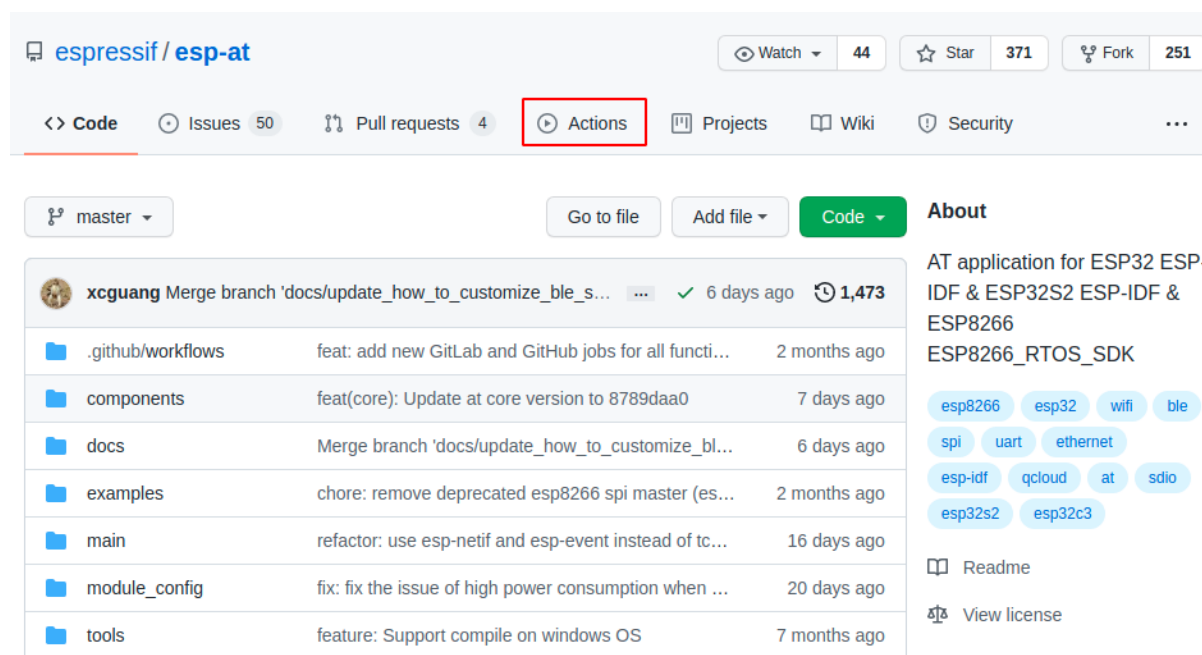 espressif / esp-at
Watch 44 Star 371 Fork 251
Code Issues 50 Pull requests 4 Actions Projects Wiki Security ...
master Go to file Add file Code
xcguang Merge branch 'docs/update_how_to_customize_ble_s... ... 6 days ago 1,473
.github/workflows feat: add new GitLab and GitHub jobs for all functi... 2 months ago
components feat(core): Update at core version to 8789daa0 7 days ago
docs Merge branch 'docs/update_how_to_customize_bl... 6 days ago
examples chore: remove deprecated esp8266 spi master (es... 2 months ago
main refactor: use esp-netif and esp-event instead of tc... 16 days ago
module_config fix: fix the issue of high power consumption when ... 20 days ago
tools feature: Support compile on windows OS 7 months ago
About
AT application for ESP32 ESP-
IDF & ESP32S2 ESP-IDF &
ESP8266
ESP8266_RTOS_SDK
esp8266 esp32 wifi ble
spi uart ethernet
esp-idf qcloud at sdio
esp32s2 esp32c3
Readme
View license